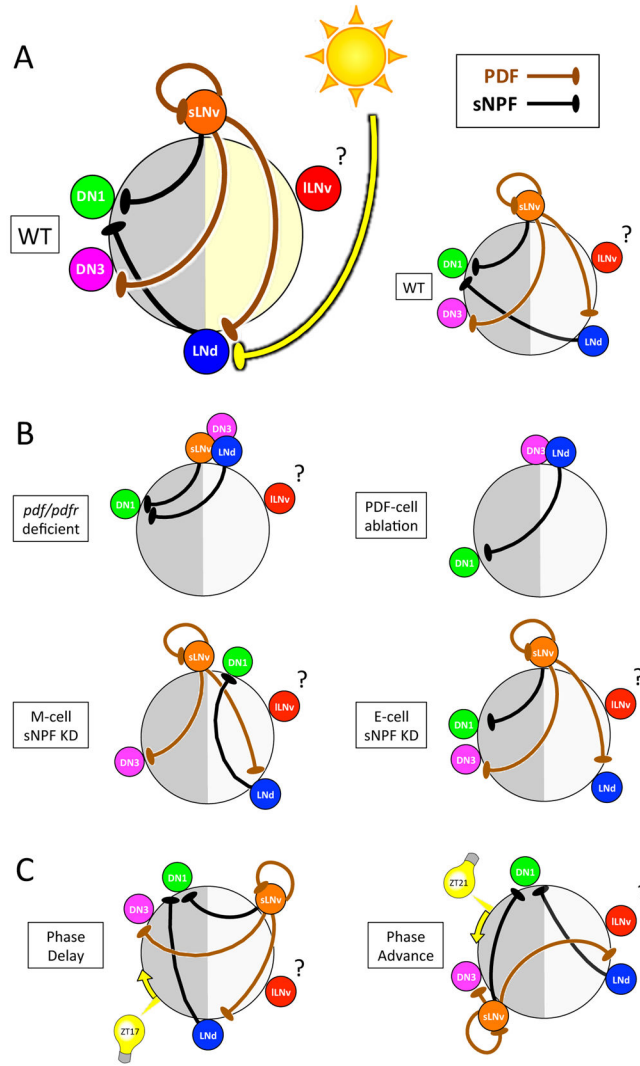 A
sLNv
PDF
sNPF
DN1
?
lLNv
WT
DN3
LNd
sLNv
?
DN1
lLNv
WT
DN3
LNd
B
DN3
sLNv
LNd
?
pdf/pdfr
deficient
DN1
lLNv
DN3
LNd
PDF-cell
ablation
DN1
sLNv
DN1
?
M-cell
sNPF KD
lLNv
DN3
LNd
sLNv
?
E-cell
sNPF KD
lLNv
DN1
DN3
LNd
C
DN1
sLNv
DN3
Phase
Delay
?
lLNv
ZT17
LNd
ZT21
DN1
lLNv
Phase
Advance
DN3
LNd
sLNv